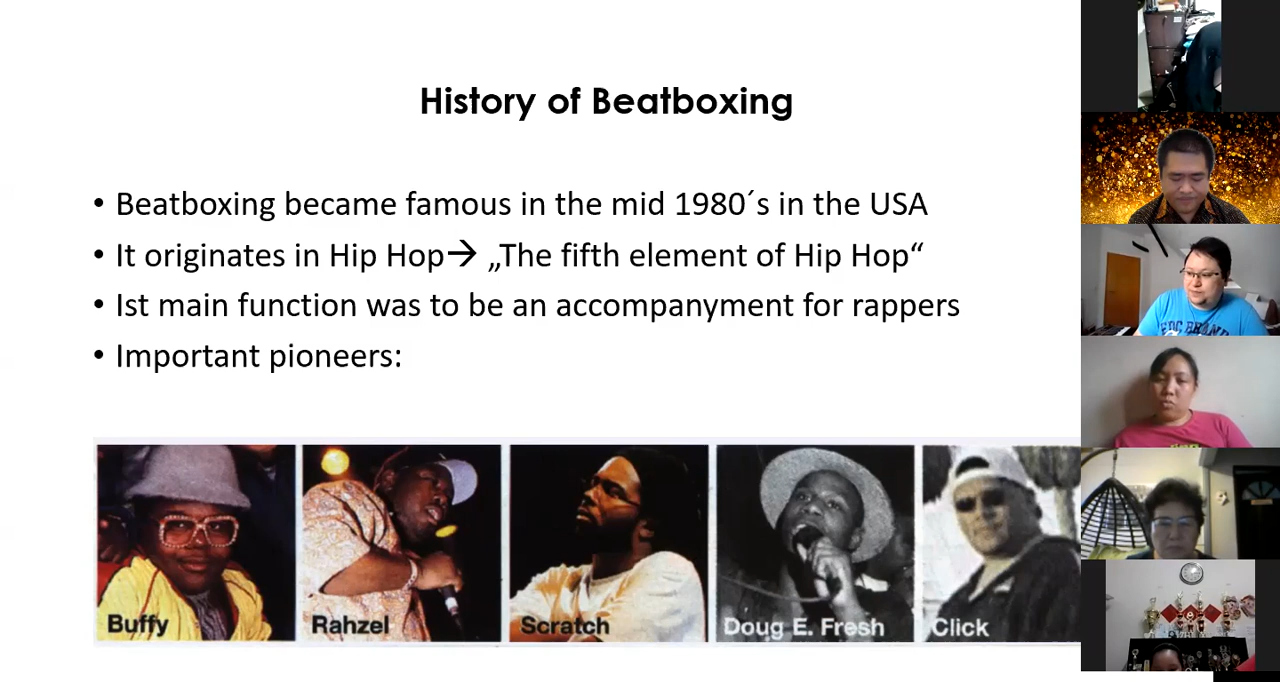 History of Beatboxing
• Beatboxing became famous in the mid 1980´s in the USA
• It originates in Hip Hop→ „The fifth element of Hip Hop“
• Ist main function was to be an accompanyment for rappers
• Important pioneers:
Buffy
Rahzel
Scratch
Doug E. Fresh
Click